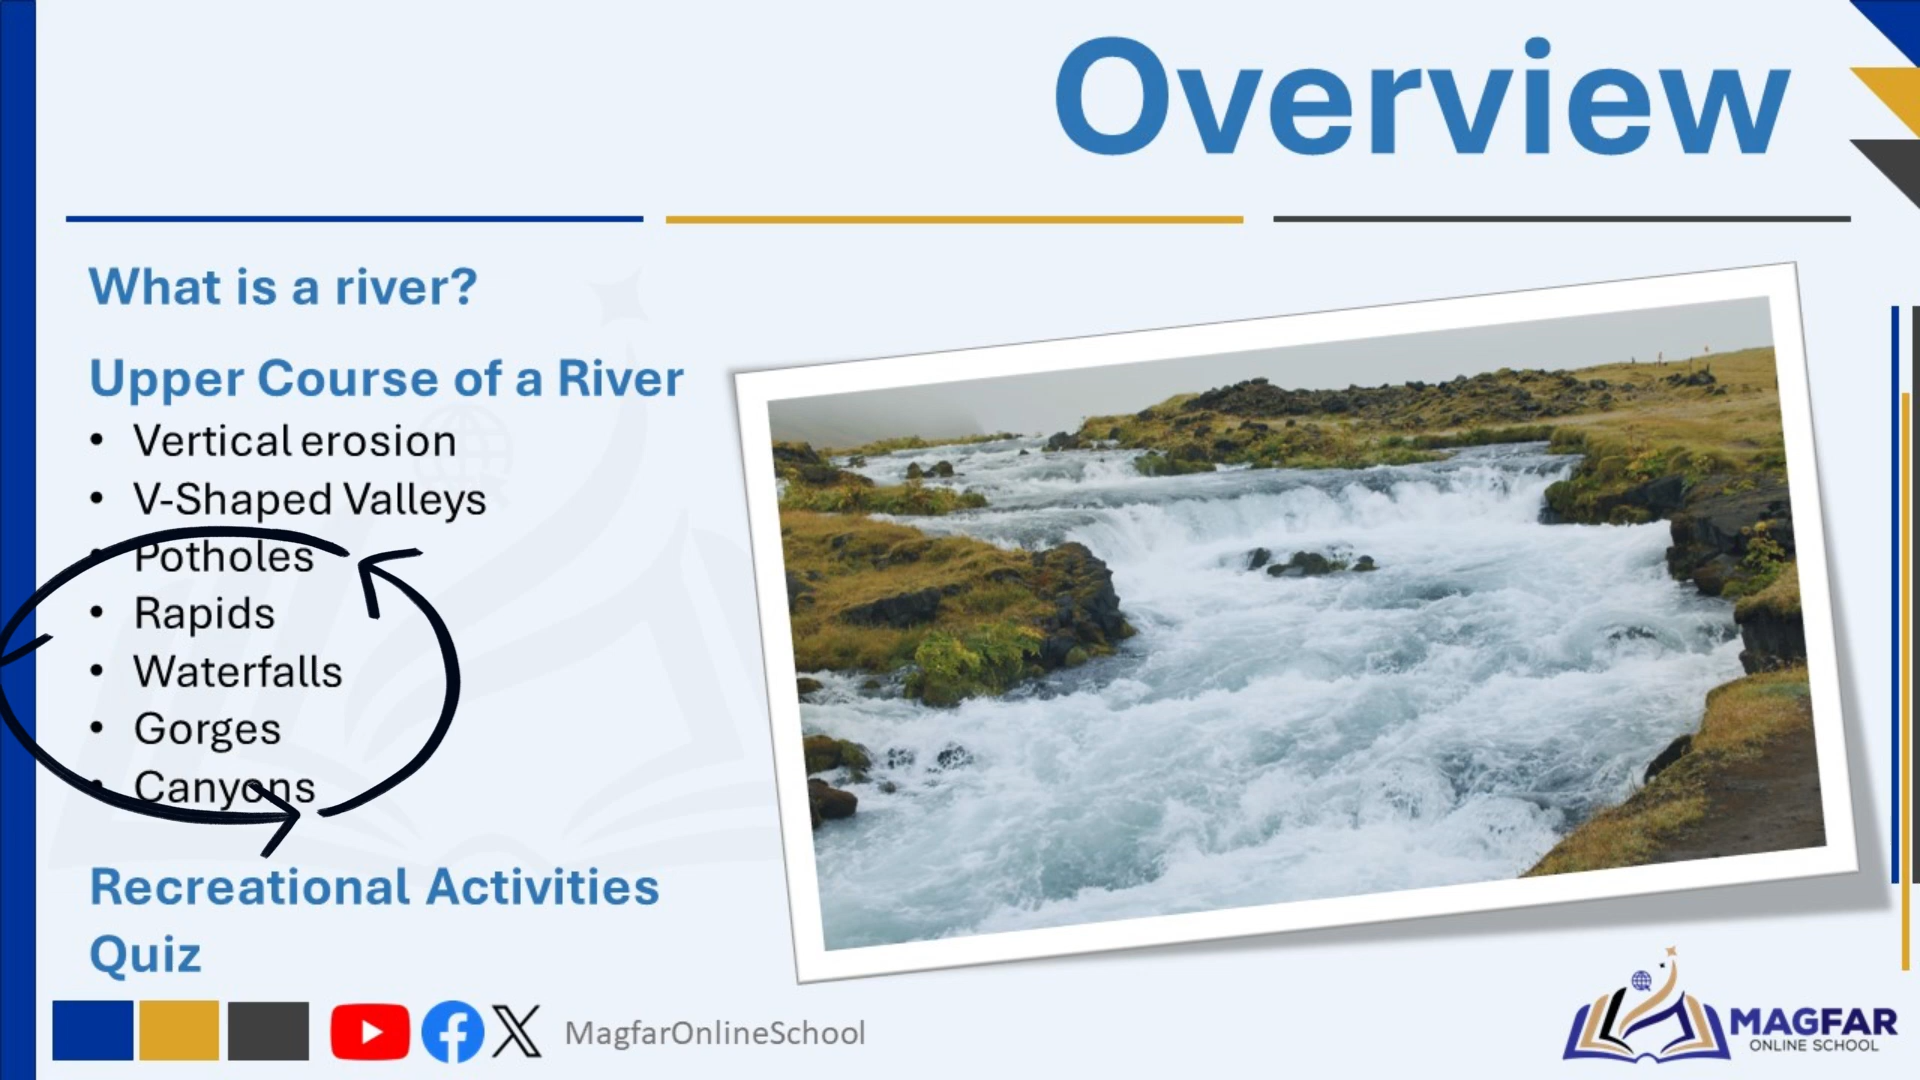 Overview
What is a river?
Upper Course of a River
• Vertical erosion
• V-Shaped Valleys
• Potholes
• Rapids
• Waterfalls
• Gorges
• Canyons
Recreational Activities
Quiz
MagfarOnlineSchool
MAGFAR
ONLINE SCHOOL